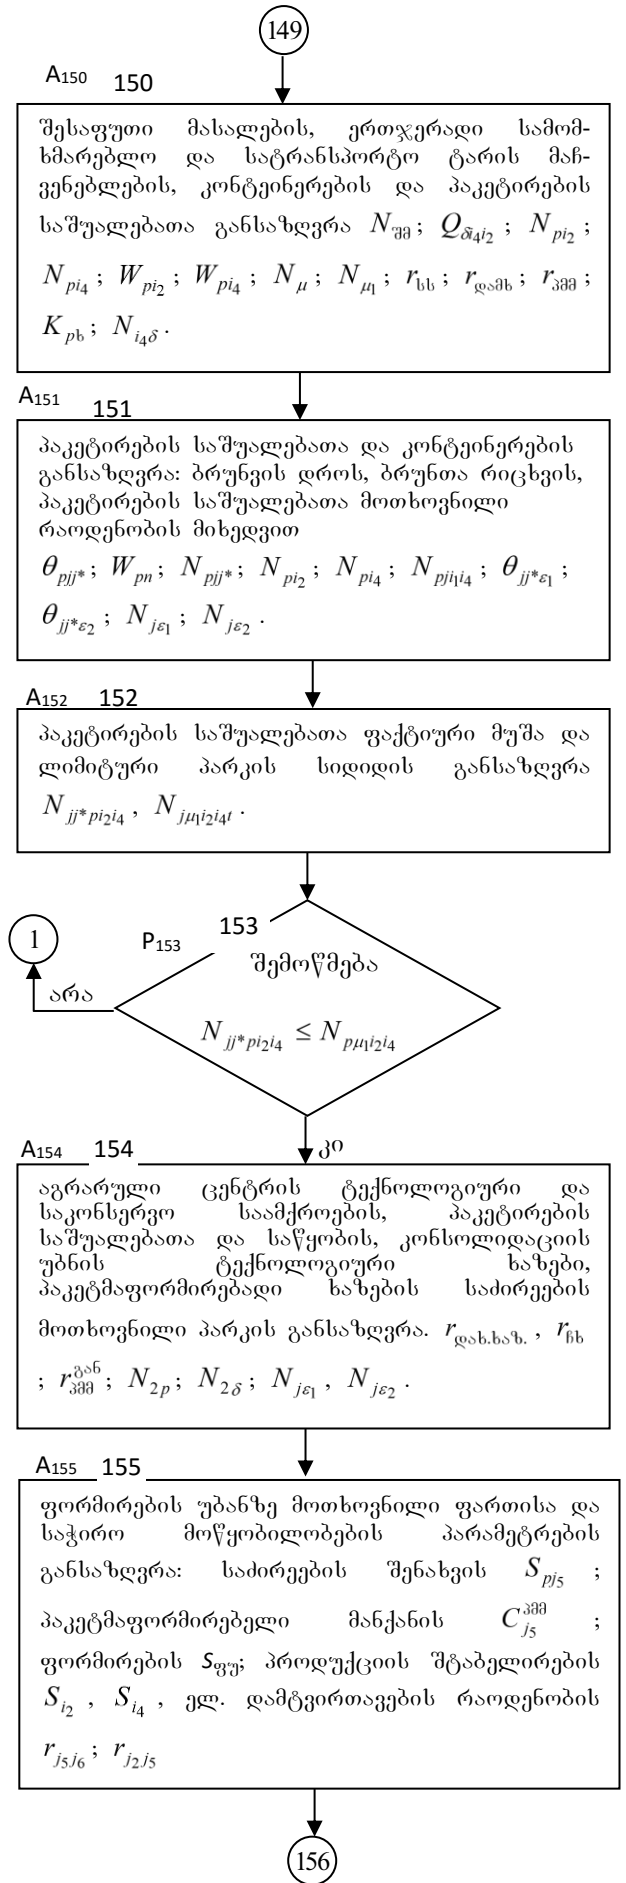 149
A150 150
შესაფუთი მასალების, ერთჯერადი სამომ-
ხმარებლო და სატრანსპორტო ტარის მაჩ-
ვენებლების, კონტეინერების და პაკეტირების
საშუალებათა განსაზღვრა N_შმ; Q_δi₄i₂; N_pi₂;
N_pi₄; W_pi₂; W_pi₄; N_μ; N_μ₁; r_სს; r_დამხ; r_პმმ;
K_pხ; N_i₄δ.
A151 151
პაკეტირების საშუალებათა და კონტეინერების
განსაზღვრა: ბრუნვის დროს, ბრუნთა რიცხვის,
პაკეტირების საშუალებათა მოთხოვნილი
რაოდენობის მიხედვით
θ_pjj*; W_pn; N_pjj*; N_pi₂; N_pi₄; N_pji₁i₄; θ_jj*ε₁;
θ_jj*ε₂; N_jε₁; N_jε₂.
A152 152
პაკეტირების საშუალებათა ფაქტიური მუშა და
ლიმიტური პარკის სიდიდის განსაზღვრა
N_jj*pi₂i₄, N_jμ₁i₂i₄t.
P153 153
1
შემოწმება
არა
N_jj*pi₂i₄ ≤ N_pμ₁i₂i₄
კი
A154 154
აგრარული ცენტრის ტექნოლოგიური და
საკონსერვო საამქროების, პაკეტირების
საშუალებათა და საწყობის, კონსოლიდაციის
უბნის ტექნოლოგიური ხაზები,
პაკეტმაფორმირებადი ხაზების საძირეების
მოთხოვნილი პარკის განსაზღვრა. r_დახ.ხაზ., r_ჩხ
; r_პმმ^გან; N_2p; N_2δ; N_jε₁, N_jε₂.
A155 155
ფორმირების უბანზე მოთხოვნილი ფართისა და
საჭირო მოწყობილობების პარამეტრების
განსაზღვრა: საძირეების შენახვის S_pj₅;
პაკეტმაფორმირებელი მანქანის C_j₅^პმმ;
ფორმირების S_ფუ; პროდუქციის შტაბელირების
S_i₂, S_i₄, ელ. დამტვირთავების რაოდენობის
r_j₅j₆; r_j₂j₅
156